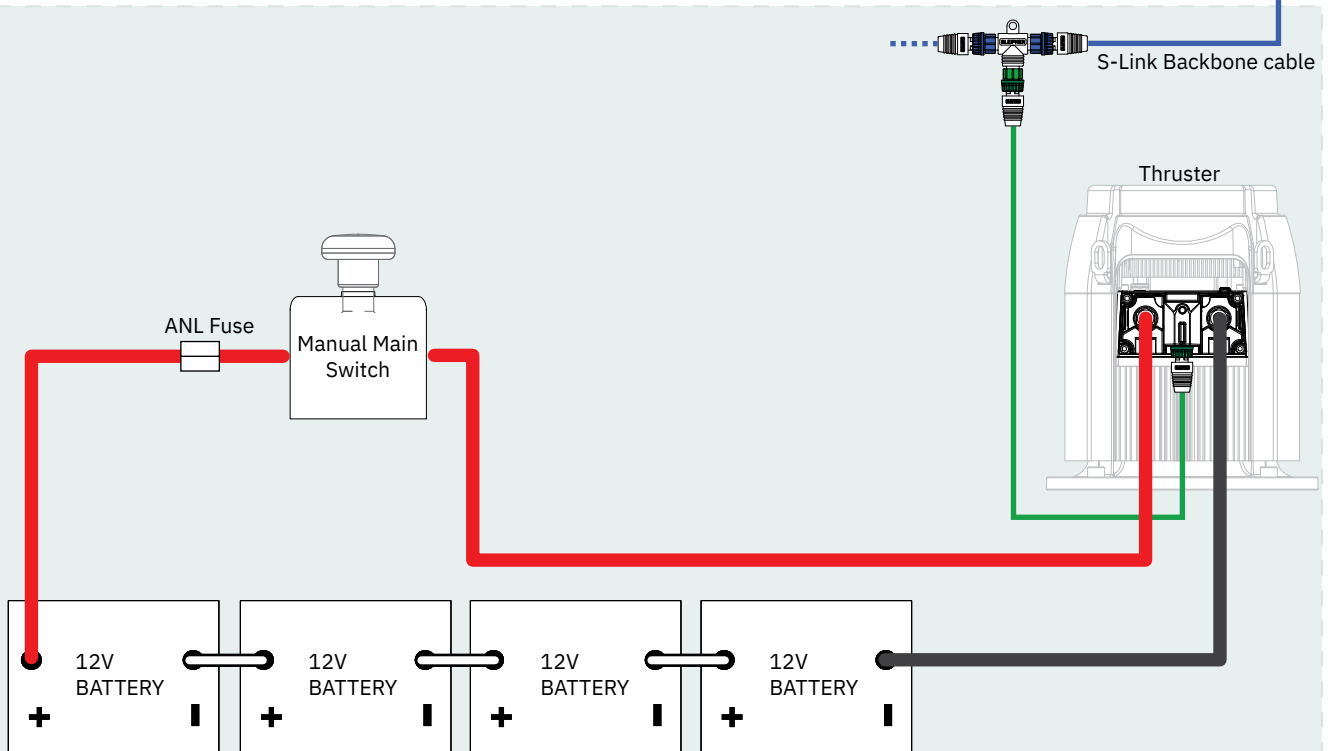 S-Link Backbone cable
Thruster
ANL Fuse
Manual Main
Switch
12V
BATTERY
+ -
12V
BATTERY
+ -
12V
BATTERY
+ -
12V
BATTERY
+ -